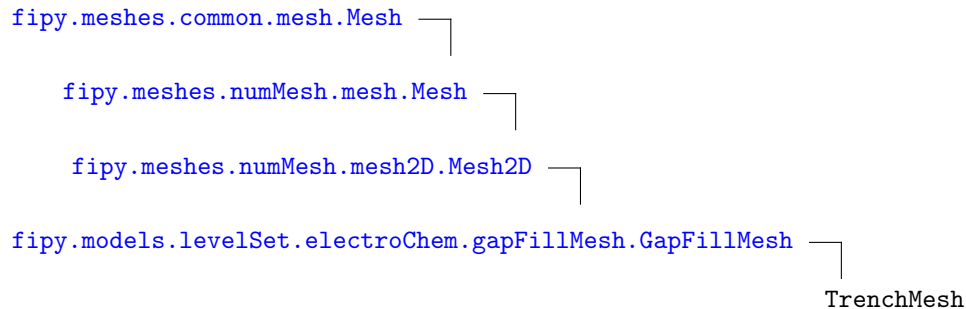 fipy.meshes.common.mesh.Mesh
fipy.meshes.numMesh.mesh.Mesh
fipy.meshes.numMesh.mesh2D.Mesh2D
fipy.models.levelSet.electroChem.gapFillMesh.GapFillMesh
TrenchMesh